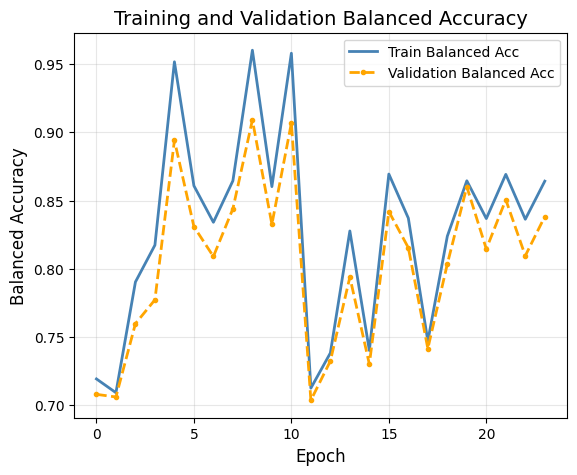 Training and Validation Balanced Accuracy
Train Balanced Acc
Validation Balanced Acc
Balanced Accuracy
0.95
0.90
0.85
0.80
0.75
0.70
0 5 10 15 20
Epoch